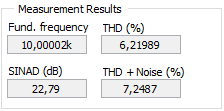 Measurement Results
Fund. frequency THD (%)
10,00002k 6,21989
SINAD (dB) THD + Noise (%)
22,79 7,2487